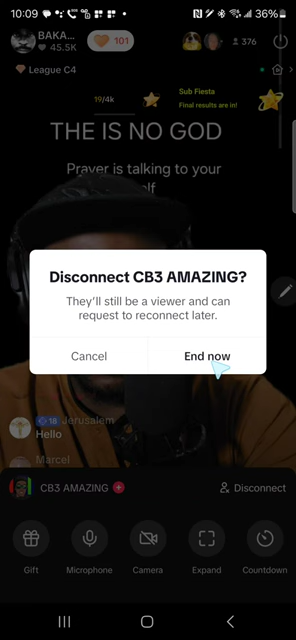 10:09
36%
BAKA...
45.5K
101
376
League C4
19/4k
Sub Fiesta
Final results are in!
THE IS NO GOD
Prayer is talking to your
elf
Disconnect CB3 AMAZING?
They'll still be a viewer and can
request to reconnect later.
Cancel
End now
18 Jerusalem
Hello
Marcel
CB3 AMAZING
Disconnect
Gift
Microphone
Camera
Expand
Countdown